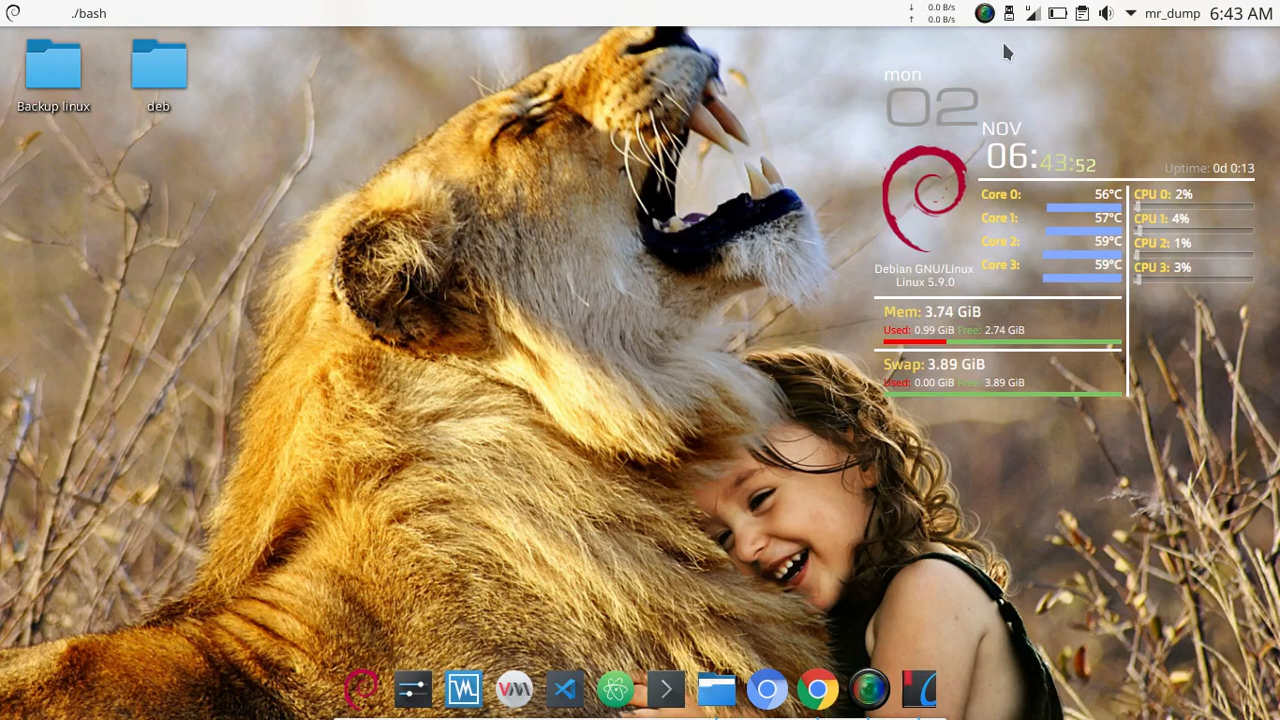 ./bash
↓ 0.0 B/s
↑ 0.0 B/s
mr_dump
6:43 AM
Backup linux
deb
mon
02
NOV
06:43:52
Uptime: 0d 0:13
Core 0: 56°C
CPU 0: 2%
Core 1: 57°C
CPU 1: 4%
Core 2: 59°C
CPU 2: 1%
Core 3: 59°C
CPU 3: 3%
Debian GNU/Linux
Linux 5.9.0
Mem: 3.74 GiB
Used: 0.99 GiB Free: 2.74 GiB
Swap: 3.89 GiB
Used: 0.00 GiB Free: 3.89 GiB